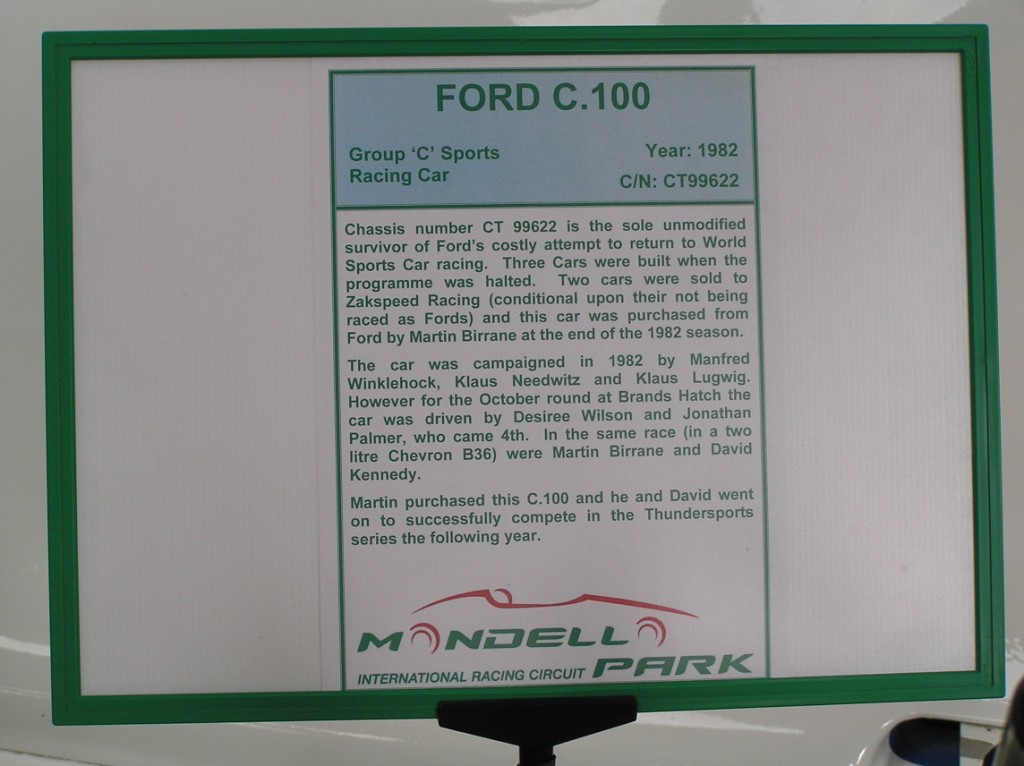 FORD C.100
Group ‘C’ Sports
Racing Car
Year: 1982
C/N: CT99622
Chassis number CT 99622 is the sole unmodified
survivor of Ford’s costly attempt to return to World
Sports Car racing. Three Cars were built when the
programme was halted. Two cars were sold to
Zakspeed Racing (conditional upon their not being
raced as Fords) and this car was purchased from
Ford by Martin Birrane at the end of the 1982 season.
The car was campaigned in 1982 by Manfred
Winklehock, Klaus Needwitz and Klaus Lugwig.
However for the October round at Brands Hatch the
car was driven by Desiree Wilson and Jonathan
Palmer, who came 4th. In the same race (in a two
litre Chevron B36) were Martin Birrane and David
Kennedy.
Martin purchased this C.100 and he and David went
on to successfully compete in the Thundersports
series the following year.
MONDELLO
INTERNATIONAL RACING CIRCUIT PARK